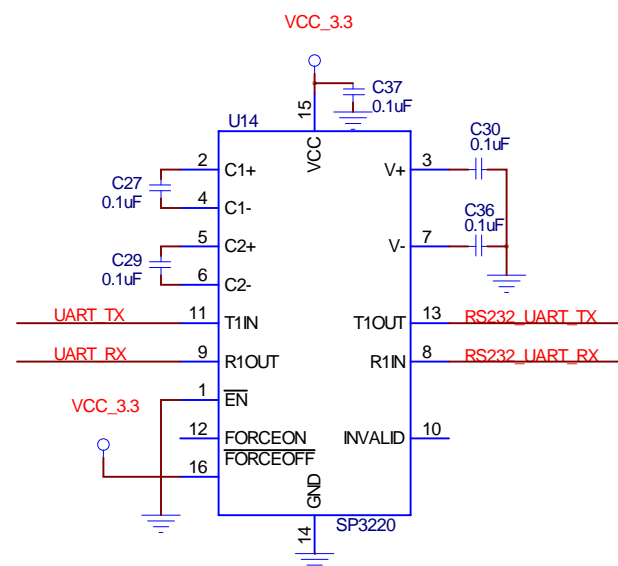 VCC_3.3
C37
0.1uF
15
U14
VCC
C30
0.1uF
2
C1+
V+
3
C27
0.1uF
4
C1-
C36
0.1uF
5
C2+
V-
7
C29
0.1uF
6
C2-
UART_TX
11
T1IN
T1OUT
13
RS232_UART_TX
UART_RX
9
R1OUT
R1IN
8
RS232_UART_RX
1
EN
VCC_3.3
12
FORCEON
INVALID
10
FORCEOFF
16
GND
SP3220
14